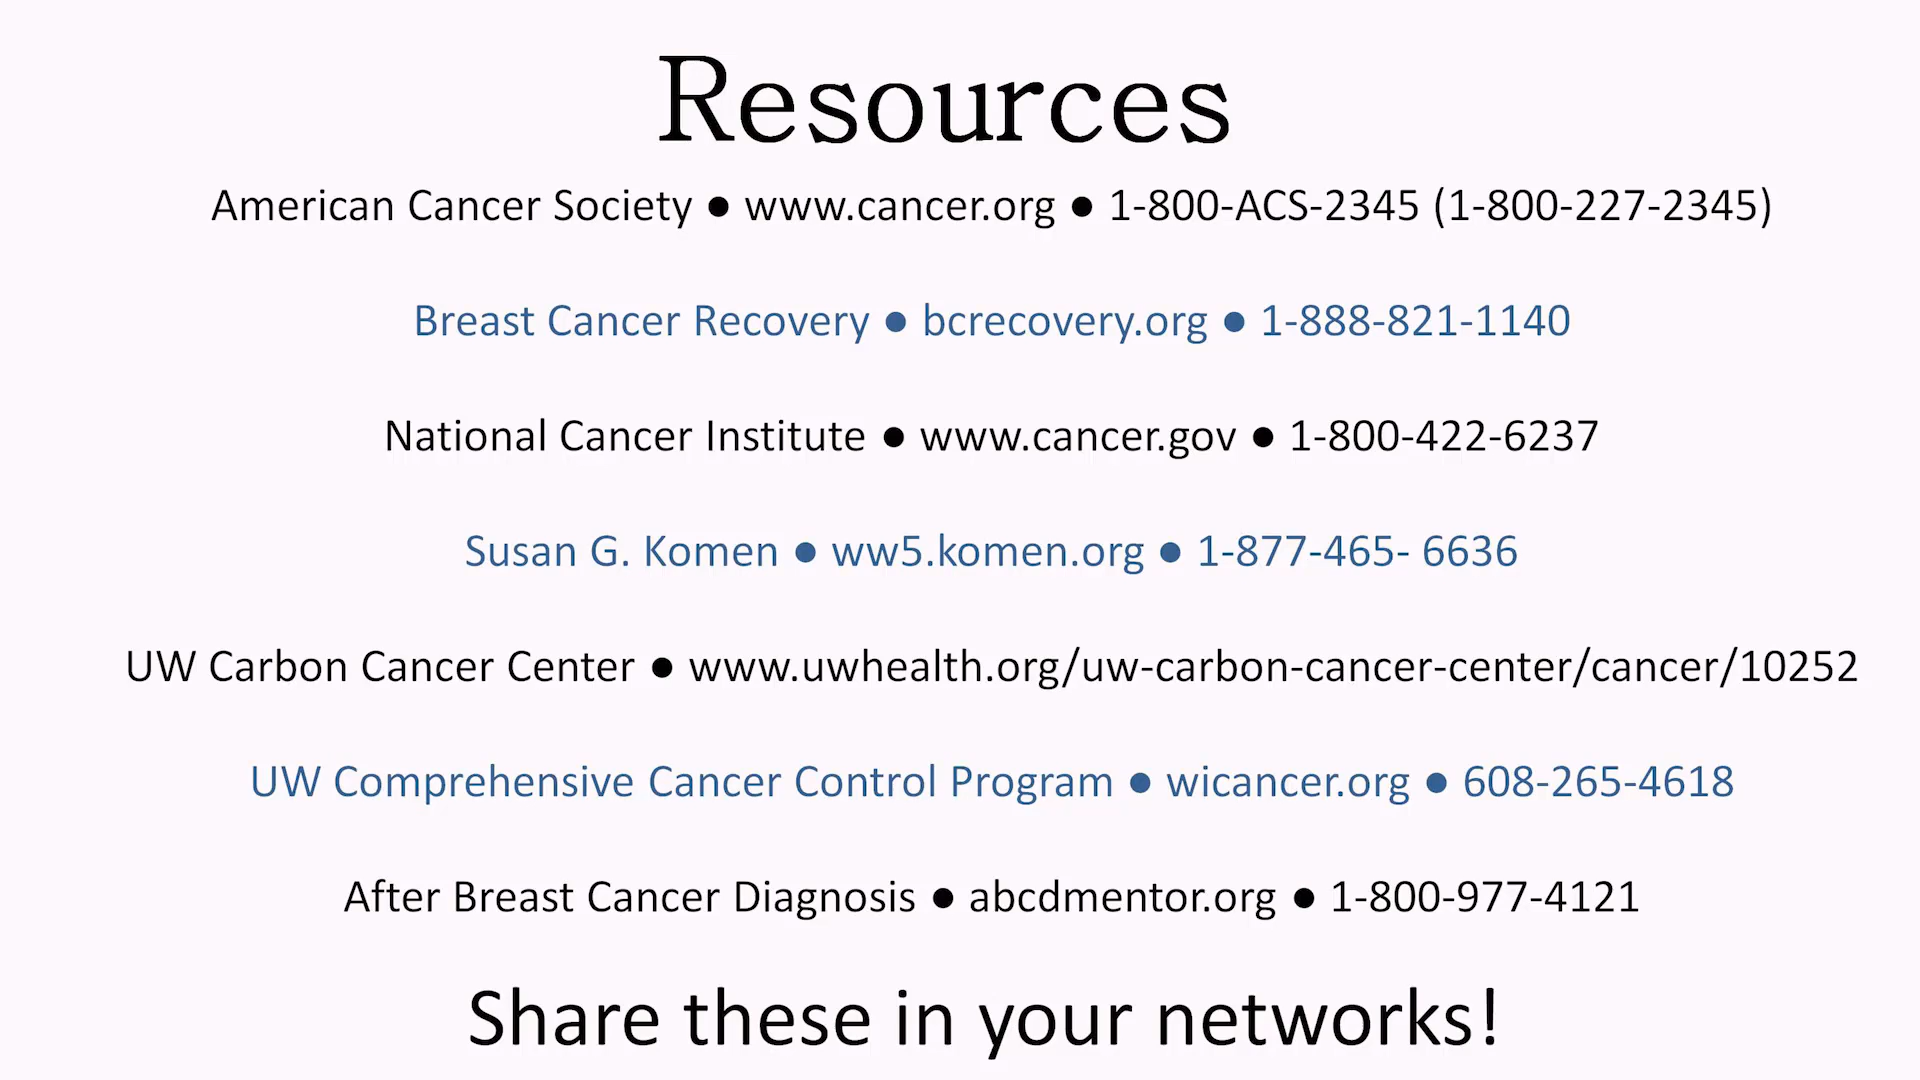 Resources
American Cancer Society ● www.cancer.org ● 1-800-ACS-2345 (1-800-227-2345)
Breast Cancer Recovery ● bcrecovery.org ● 1-888-821-1140
National Cancer Institute ● www.cancer.gov ● 1-800-422-6237
Susan G. Komen ● ww5.komen.org ● 1-877-465- 6636
UW Carbon Cancer Center ● www.uwhealth.org/uw-carbon-cancer-center/cancer/10252
UW Comprehensive Cancer Control Program ● wicancer.org ● 608-265-4618
After Breast Cancer Diagnosis ● abcdmentor.org ● 1-800-977-4121
Share these in your networks!